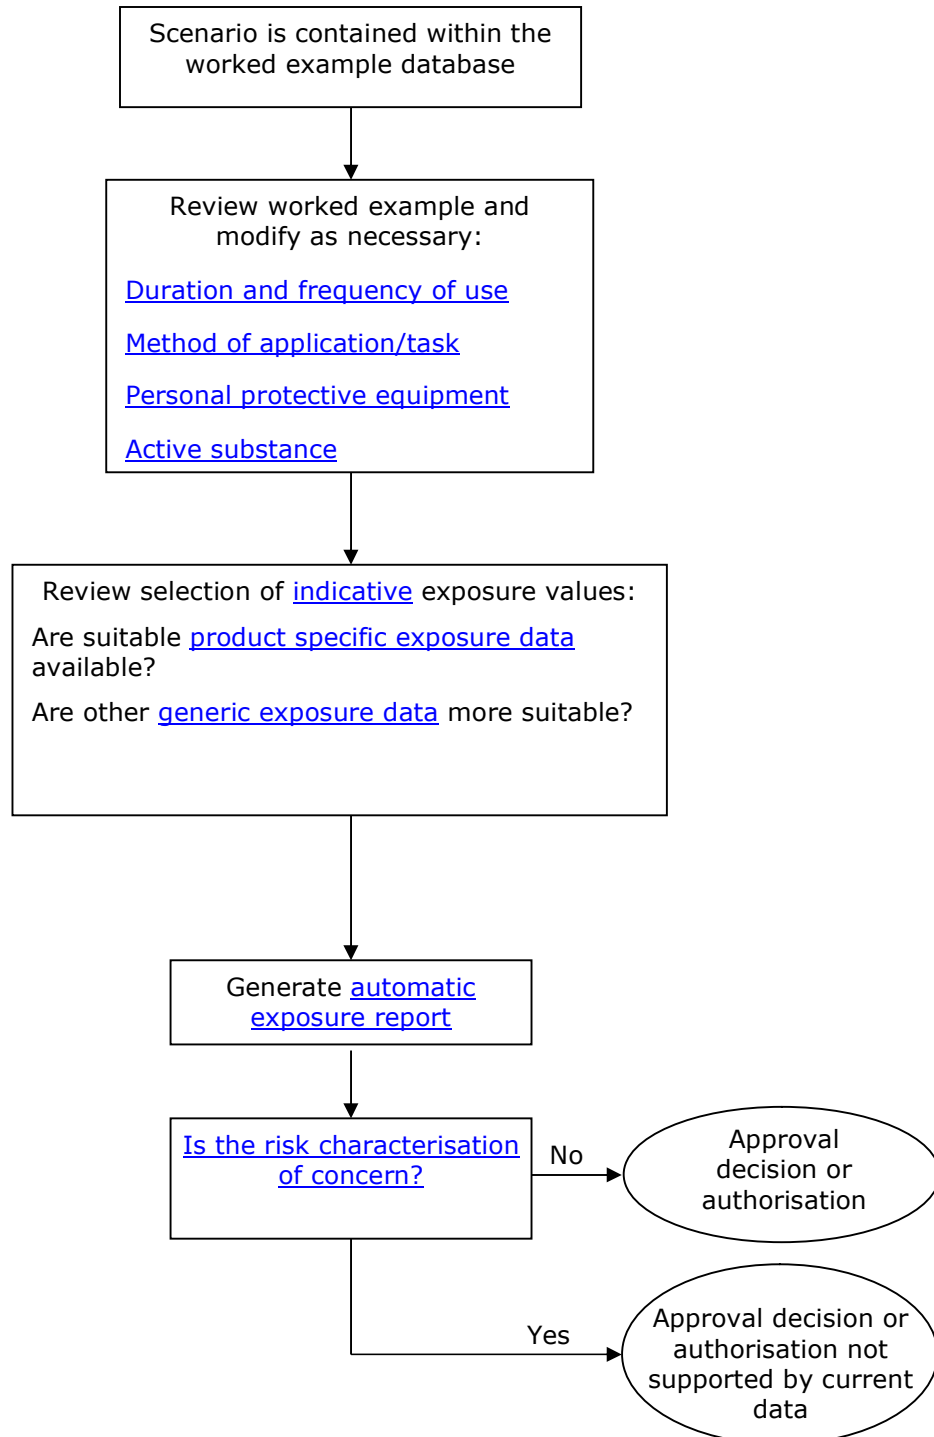 Scenario is contained within the
worked example database
Review worked example and
modify as necessary:
Duration and frequency of use
Method of application/task
Personal protective equipment
Active substance
Review selection of indicative exposure values:
Are suitable product specific exposure data
available?
Are other generic exposure data more suitable?
Generate automatic
exposure report
Is the risk characterisation
of concern?
No
Approval
decision or
authorisation
Yes
Approval decision or
authorisation not
supported by current
data